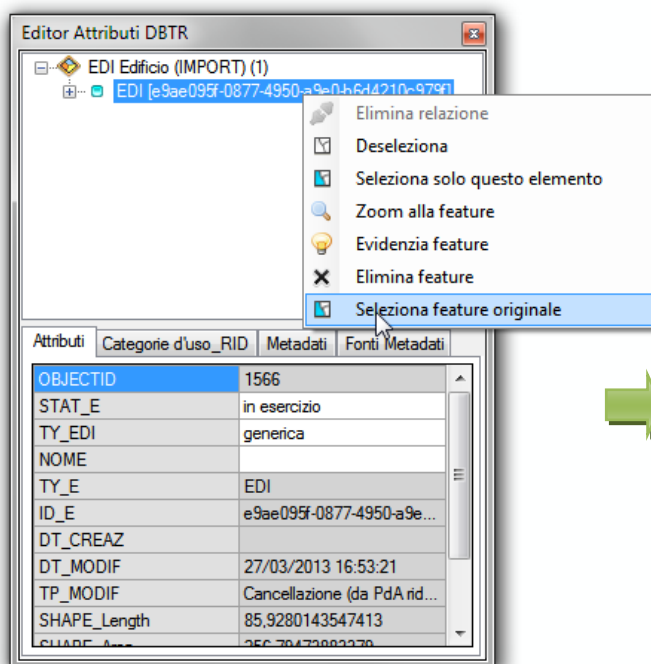 Editor Attributi DBTR
EDI Edificio (IMPORT) (1)
EDI [e9ae095f-0877-4950-a9e0-b6d4210c979f]
Elimina relazione
Deseleziona
Seleziona solo questo elemento
Zoom alla feature
Evidenzia feature
Elimina feature
Seleziona feature originale
Attributi Categorie d'uso_RID Metadati Fonti Metadati
OBJECTID 1566
STAT_E in esercizio
TY_EDI generica
NOME
TY_E EDI
ID_E e9ae095f-0877-4950-a9e...
DT_CREAZ
DT_MODIF 27/03/2013 16:53:21
TP_MODIF Cancellazione (da PdA rid...
SHAPE_Length 85,9280143547413